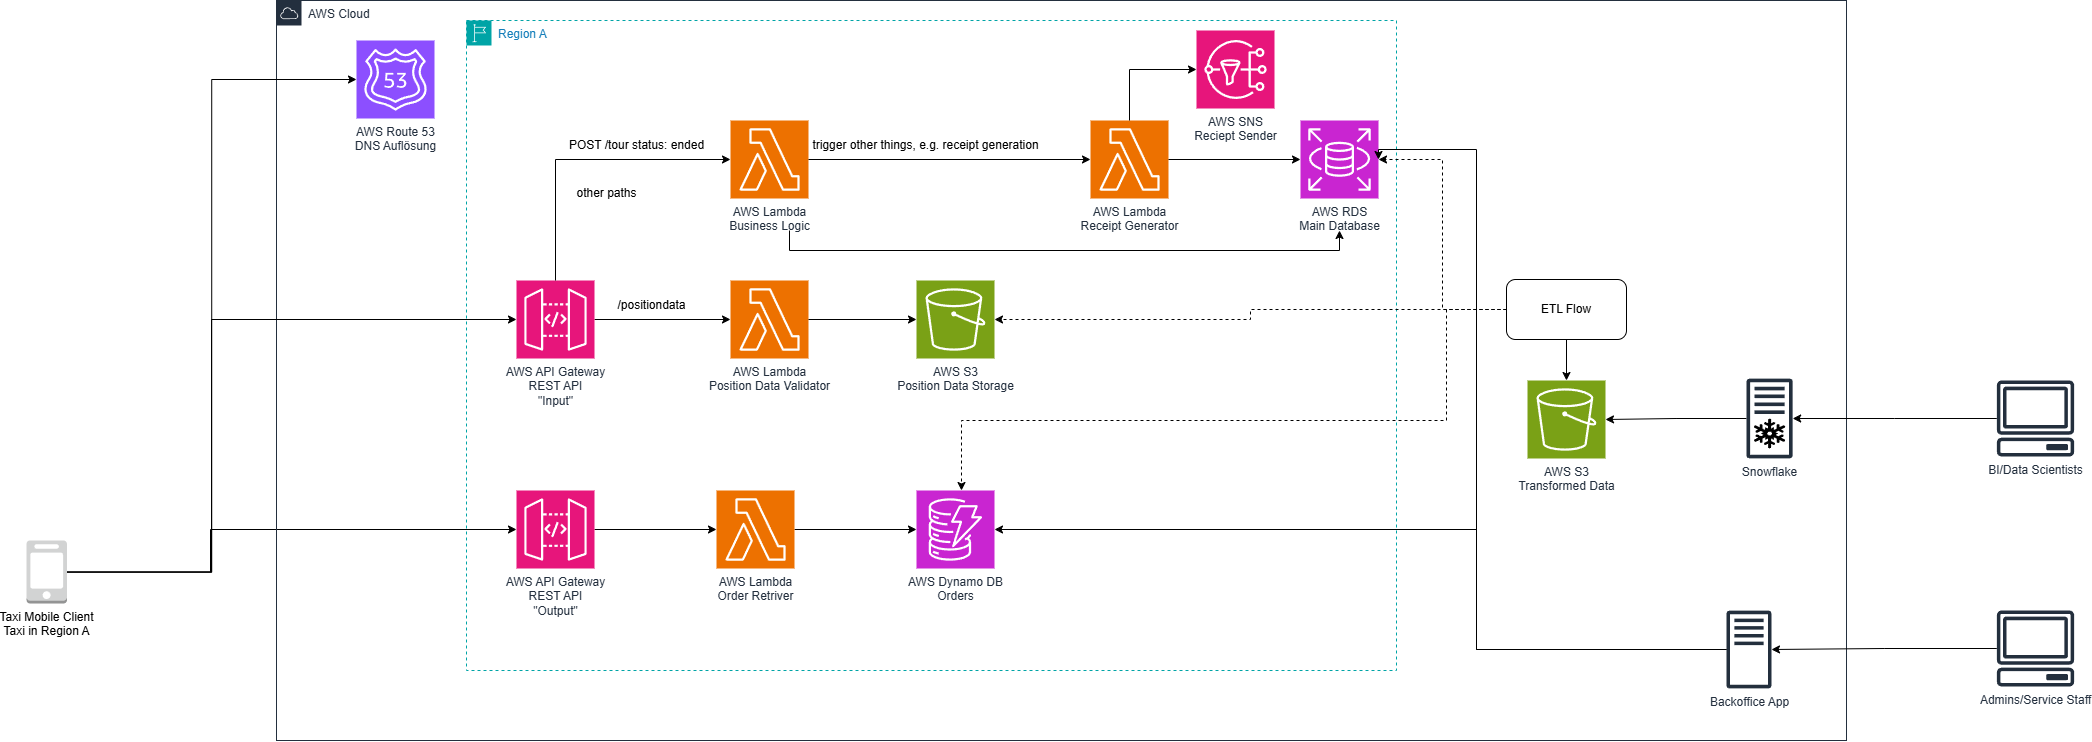 AWS Cloud
Region A
53
AWS Route 53
DNS Auflösung
AWS SNS
Reciept Sender
POST /tour status: ended
trigger other things, e.g. receipt generation
other paths
AWS Lambda
Business Logic
AWS Lambda
Receipt Generator
AWS RDS
Main Database
/positiondata
ETL Flow
AWS API Gateway
REST API
"Input"
AWS Lambda
Position Data Validator
AWS S3
Position Data Storage
AWS S3
Transformed Data
Snowflake
BI/Data Scientists
AWS API Gateway
REST API
"Output"
AWS Lambda
Order Retriver
AWS Dynamo DB
Orders
Taxi Mobile Client
Taxi in Region A
Backoffice App
Admins/Service Staff